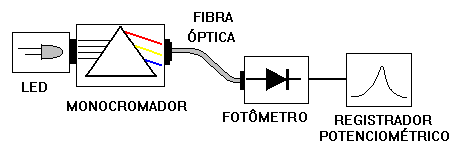 FIBRA
ÓPTICA
LED
MONOCROMADOR
FOTÔMETRO
REGISTRADOR
POTENCIOMÉTRICO